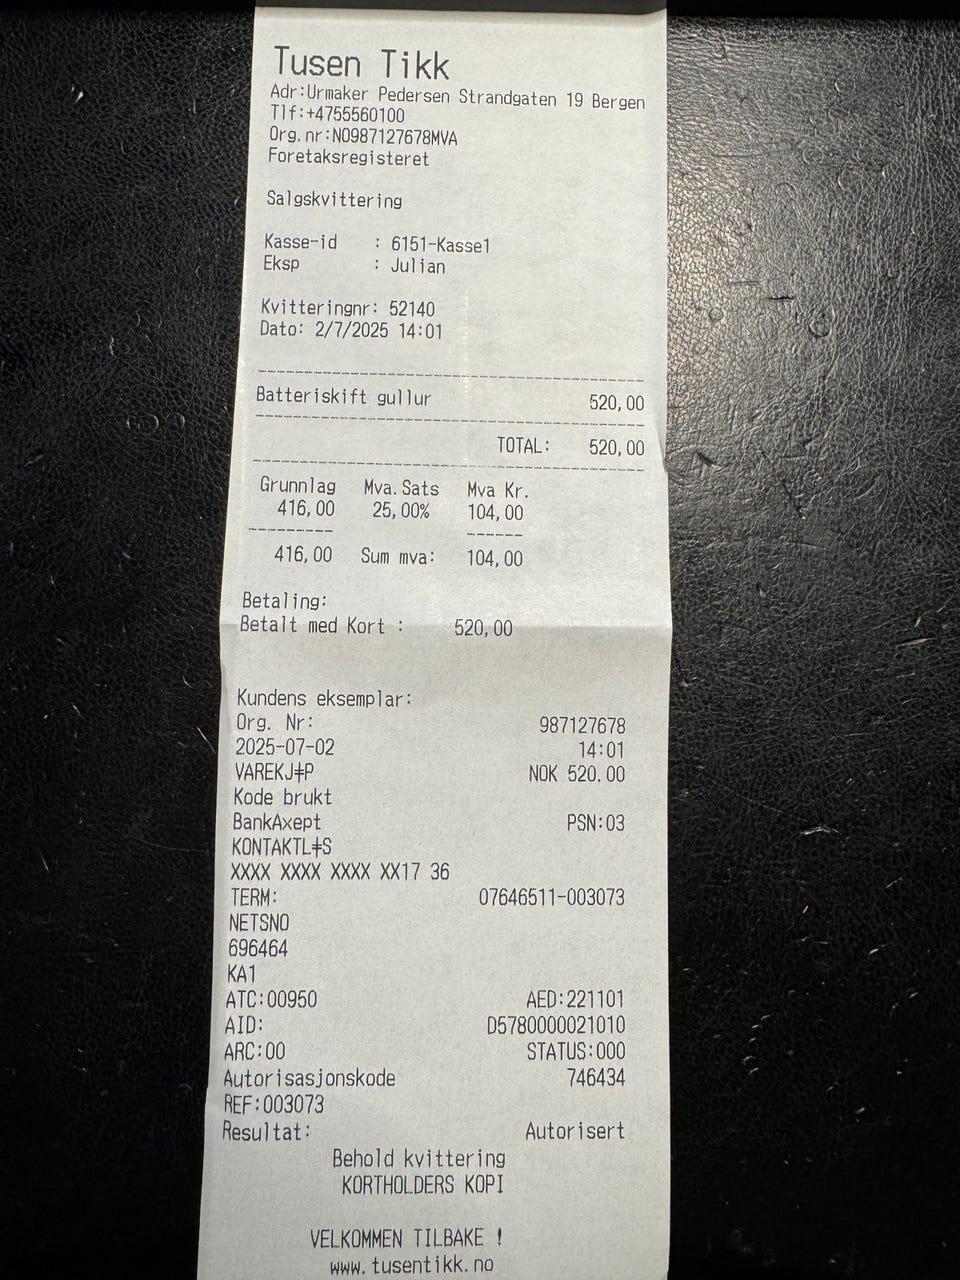 Tusen Tikk
Adr:Urmaker Pedersen Strandgaten 19 Bergen
Tlf:+4755560100
Org.nr:NO987127678MVA
Foretaksregisteret
Salgskvittering
Kasse-id : 6151-Kasse1
Eksp : Julian
Kvitteringnr: 52140
Dato: 2/7/2025 14:01
Batteriskift gullur 520,00
TOTAL: 520,00
Grunnlag Mva.Sats Mva Kr.
416,00 25,00% 104,00
416,00 Sum mva: 104,00
Betaling:
Betalt med Kort : 520,00
Kundens eksemplar:
Org. Nr: 987127678
2025-07-02 14:01
VAREKJǂP NOK 520.00
Kode brukt
BankAxept PSN:03
KONTAKTLǂS
XXXX XXXX XXXX XX17 36
TERM: 07646511-003073
NETSNO
696464
KA1
ATC:00950 AED:221101
AID: D5780000021010
ARC:00 STATUS:000
Autorisasjonskode 746434
REF:003073
Resultat: Autorisert
Behold kvittering
KORTHOLDERS KOPI
VELKOMMEN TILBAKE !
www.tusentikk.no